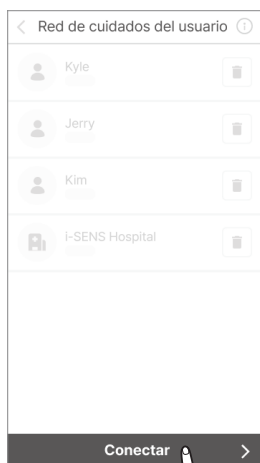 Red de cuidados del usuario
Kyle
Jerry
Kim
i-SENS Hospital
Conectar